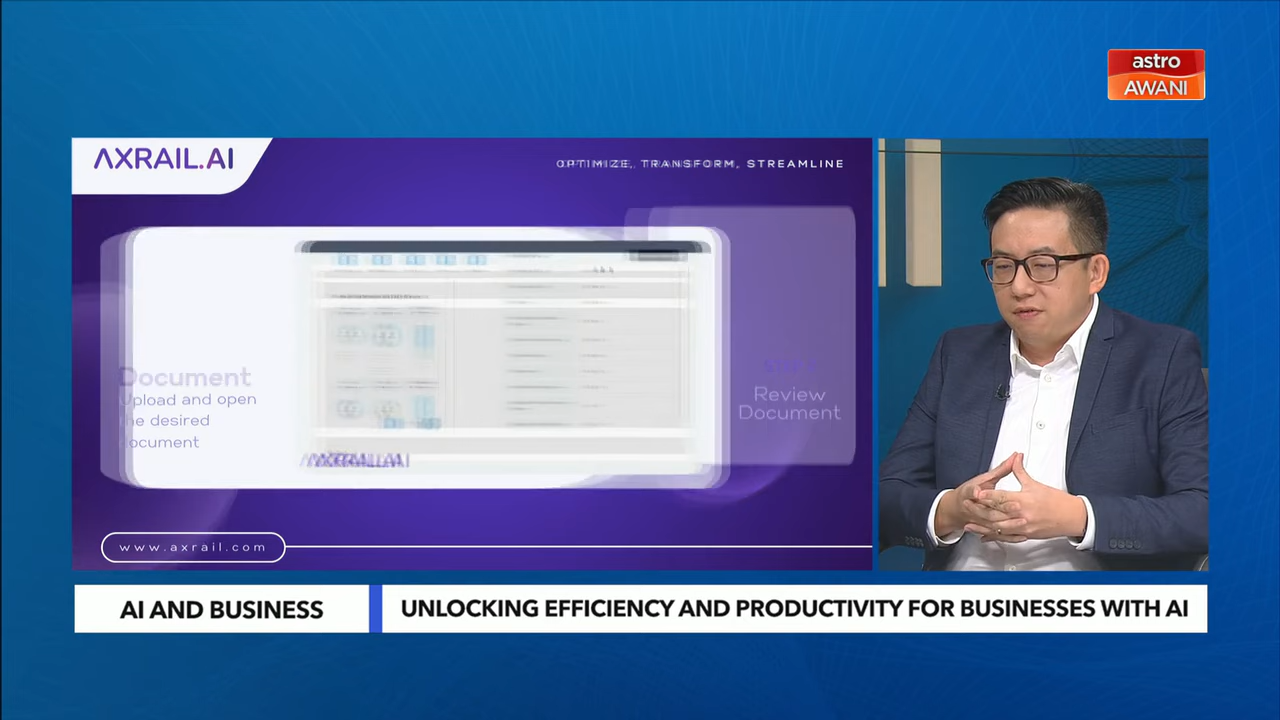 astro
AWANI
AXRAIL.AI
OPTIMIZE, TRANSFORM, STREAMLINE
Document
Upload and open
the desired
document
Review
Document
www.axrail.com
AI AND BUSINESS
UNLOCKING EFFICIENCY AND PRODUCTIVITY FOR BUSINESSES WITH AI